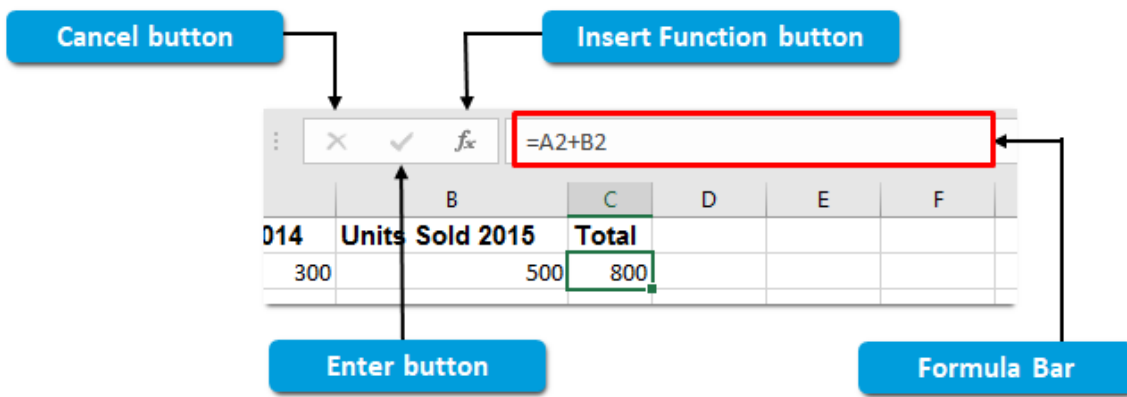 Cancel button
Insert Function button
fx
=A2+B2
B C D E F
014 Units Sold 2015 Total
300 500 800
Enter button
Formula Bar